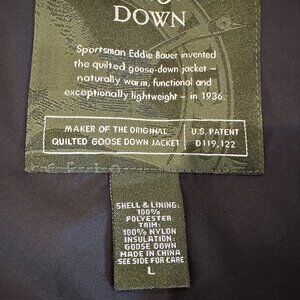 DOWN
Sportsman Eddie Bauer invented
the quilted goose-down jacket —
naturally warm, functional and
exceptionally lightweight — in 1936.
MAKER OF THE ORIGINAL
QUILTED GOOSE DOWN JACKET
U.S. PATENT
D119,122
SHELL & LINING:
100%
POLYESTER
TRIM:
100% NYLON
INSULATION:
GOOSE DOWN
MADE IN CHINA
SEE SIDE FOR CARE
L